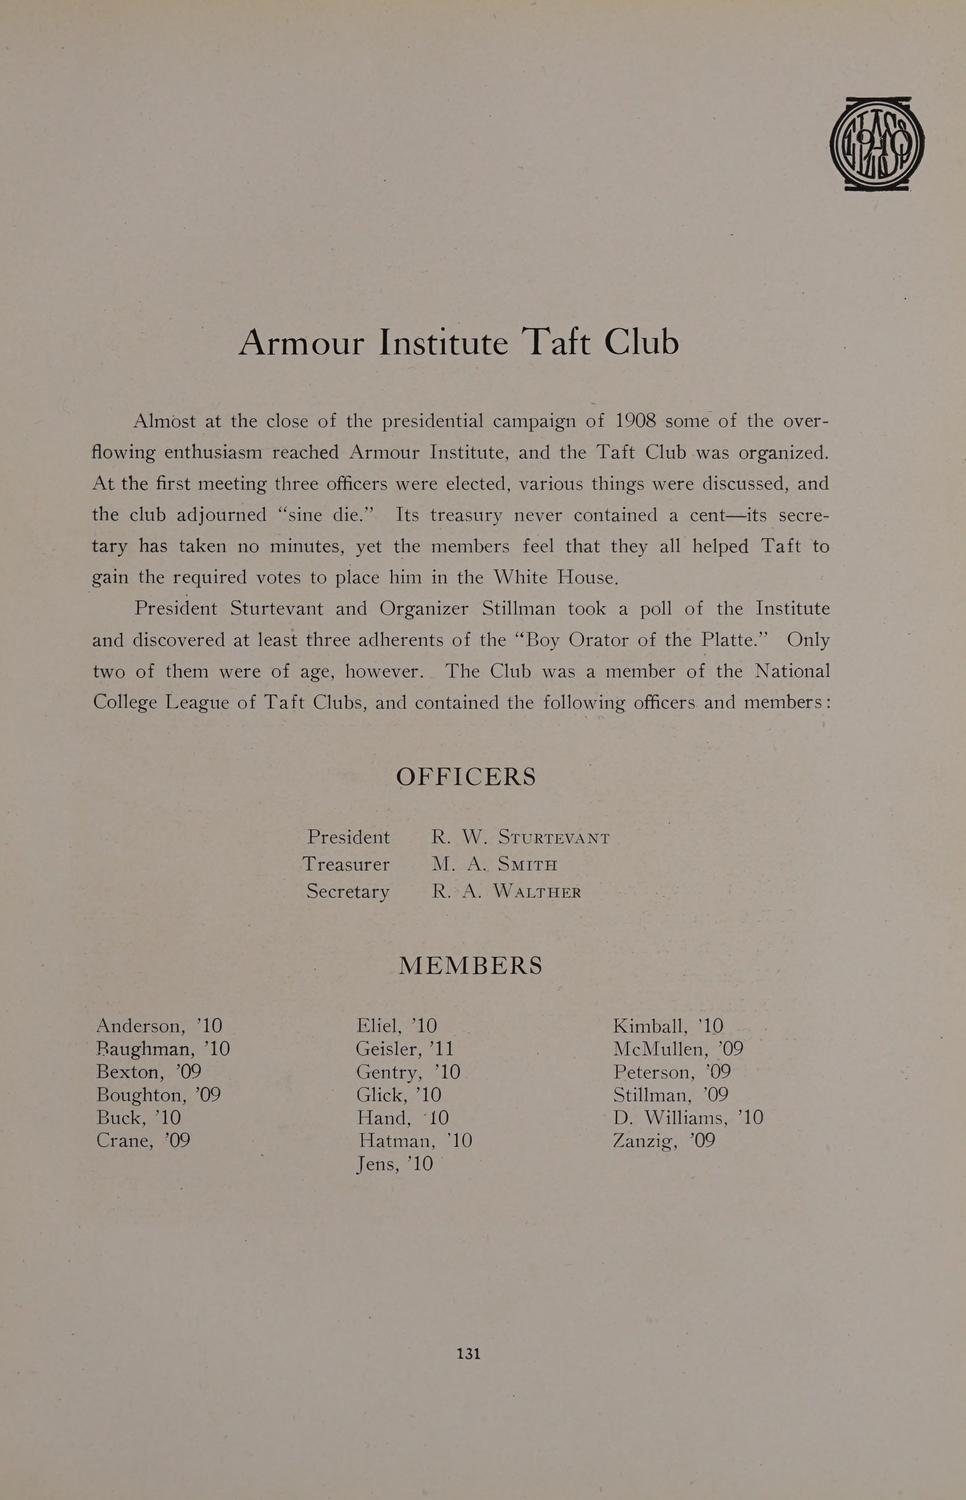 Armour Institute Taft Club
Almost at the close of the presidential campaign of 1908 some of the over-
flowing enthusiasm reached Armour Institute, and the Taft Club was organized.
At the first meeting three officers were elected, various things were discussed, and
the club adjourned “sine die.” Its treasury never contained a cent—its secre-
tary has taken no minutes, yet the members feel that they all helped Taft to
gain the required votes to place him in the White House.
President Sturtevant and Organizer Stillman took a poll of the Institute
and discovered at least three adherents of the “Boy Orator of the Platte.” Only
two of them were of age, however. The Club was a member of the National
College League of Taft Clubs, and contained the following officers and members:
OFFICERS
President R. W. STURTEVANT
Treasurer M. A. SMITH
Secretary R. A. WALTHER
MEMBERS
Anderson, ’10
Baughman, ’10
Bexton, ’09
Boughton, ’09
Buck, ’10
Crane, ’09
Eliel, ’10
Geisler, ’11
Gentry, ’10
Glick, ’10
Hand, ‘10
Hatman, ’10
Jens, ’10
Kimball, ’10
McMullen, ’09
Peterson, ’09
Stillman, ’09
D. Williams, ’10
Zanzig, ’09
131